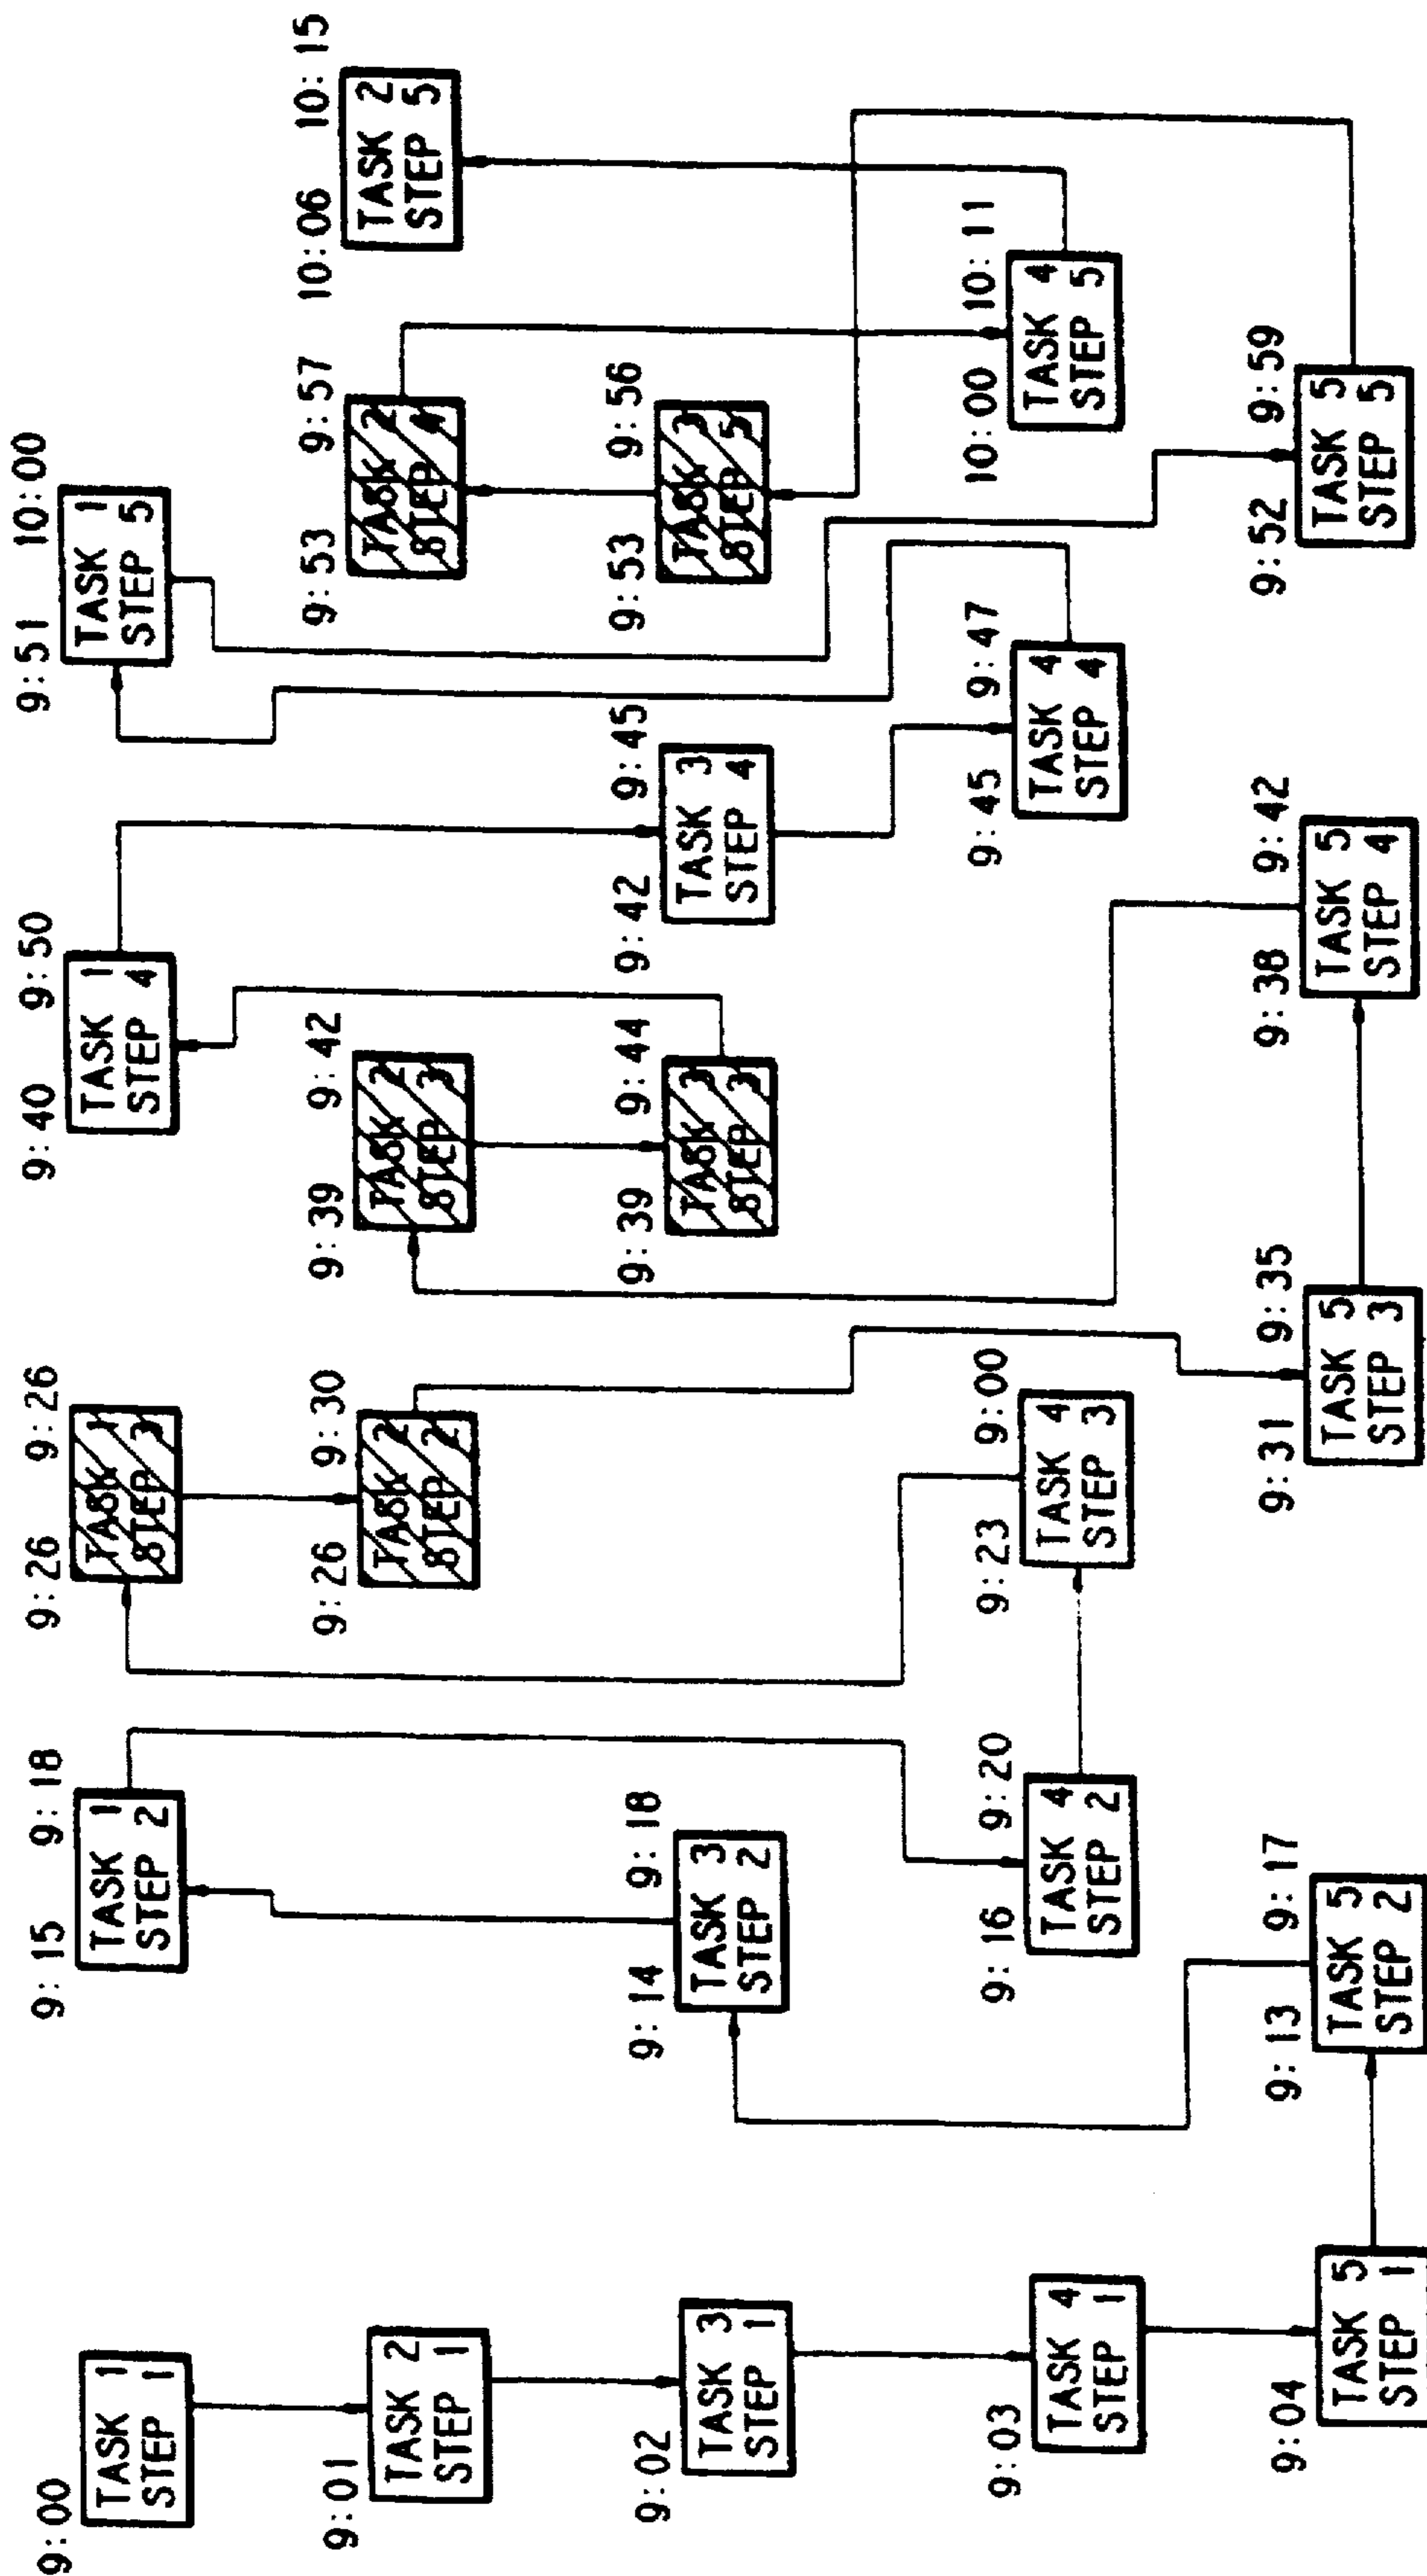 9:00
TASK 1
STEP 1
9:15 9:18
TASK 1
STEP 2
9:26 9:26
TASK 1
STEP 3
9:40 9:50
TASK 1
STEP 4
9:51 10:00
TASK 1
STEP 5
9:01
TASK 2
STEP 1
9:26 9:30
TASK 2
STEP 2
9:39 9:42
TASK 2
STEP 3
9:53 9:57
TASK 2
STEP 4
10:06 10:15
TASK 2
STEP 5
9:02
TASK 3
STEP 1
9:14 9:18
TASK 3
STEP 2
9:39 9:44
TASK 3
STEP 3
9:42 9:45
TASK 3
STEP 4
9:53 9:56
TASK 3
STEP 5
9:03
TASK 4
STEP 1
9:16 9:20
TASK 4
STEP 2
9:23 9:00
TASK 4
STEP 3
9:45 9:47
TASK 4
STEP 4
10:00 10:11
TASK 4
STEP 5
9:04
TASK 5
STEP 1
9:13 9:17
TASK 5
STEP 2
9:31 9:35
TASK 5
STEP 3
9:38 9:42
TASK 5
STEP 4
9:52 9:59
TASK 5
STEP 5